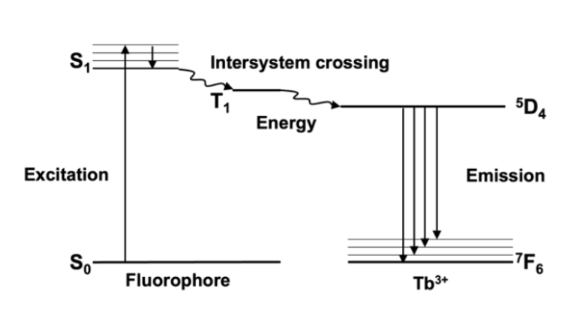 S₁
Intersystem crossing
T₁
Energy
⁵D₄
Excitation
Emission
S₀
Fluorophore
⁷F₆
Tb³⁺